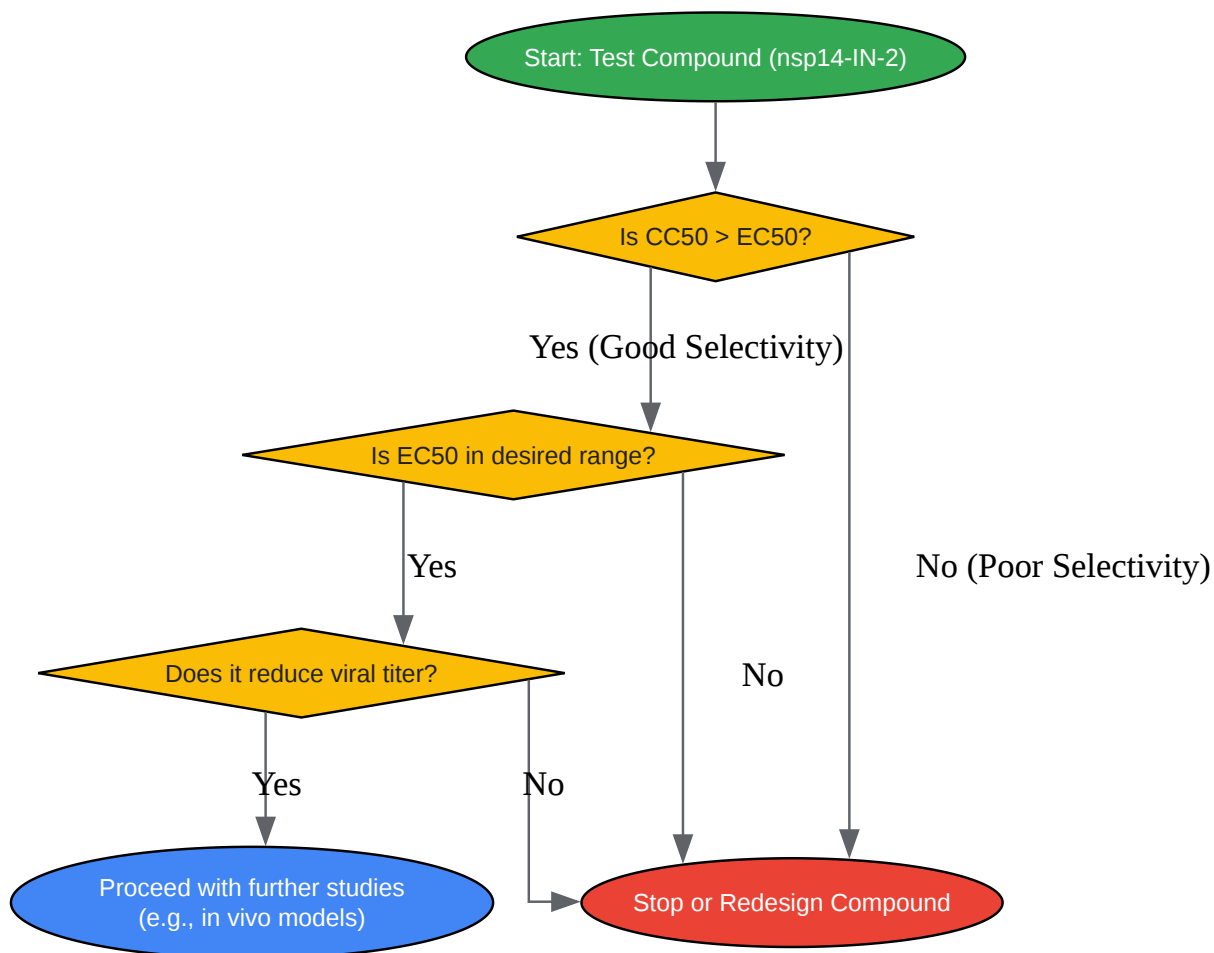 Start: Test Compound (nsp14-IN-2)
Is CC50 > EC50?
Yes (Good Selectivity)
Is EC50 in desired range?
Yes
No (Poor Selectivity)
Does it reduce viral titer?
No
Yes
No
Proceed with further studies
(e.g., in vivo models)
Stop or Redesign Compound